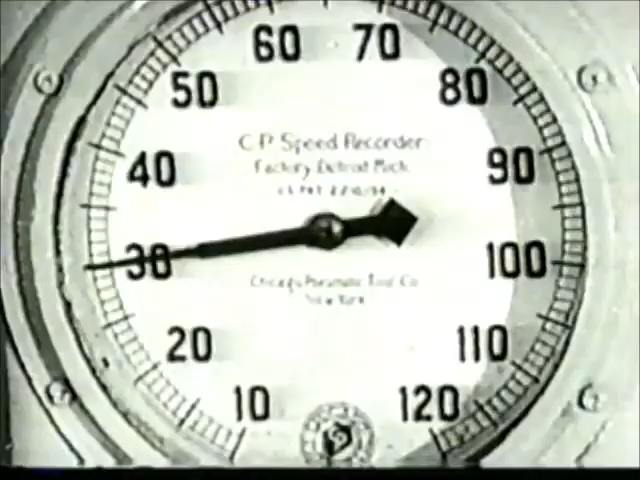 60 70
50 80
C-P Speed Recorder
Factory Detroit Mich.
40 90
30 100
Chicago Pneumatic Tool Co.
New York
20 110
10 120